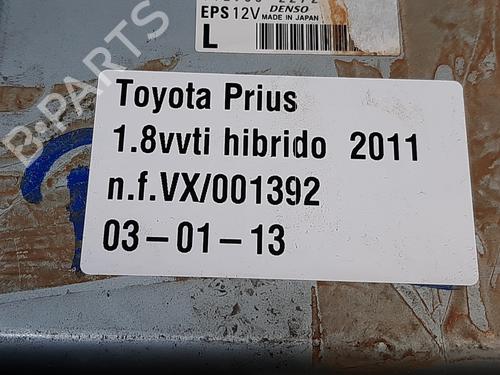 EPS 12V DENSO
MADE IN JAPAN
L
B-PARTS
Toyota Prius
1.8vvti hibrido 2011
n.f.VX/001392
03-01-13